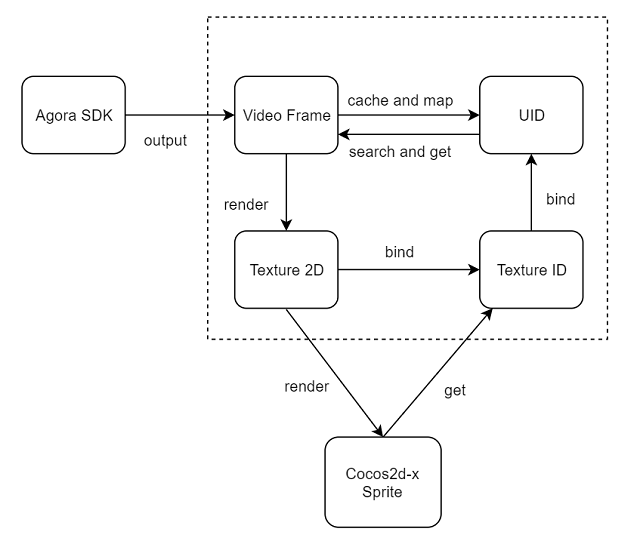 cache and map
Agora SDK
Video Frame
UID
output
search and get
render
bind
bind
Texture 2D
Texture ID
render
get
Cocos2d-x
Sprite